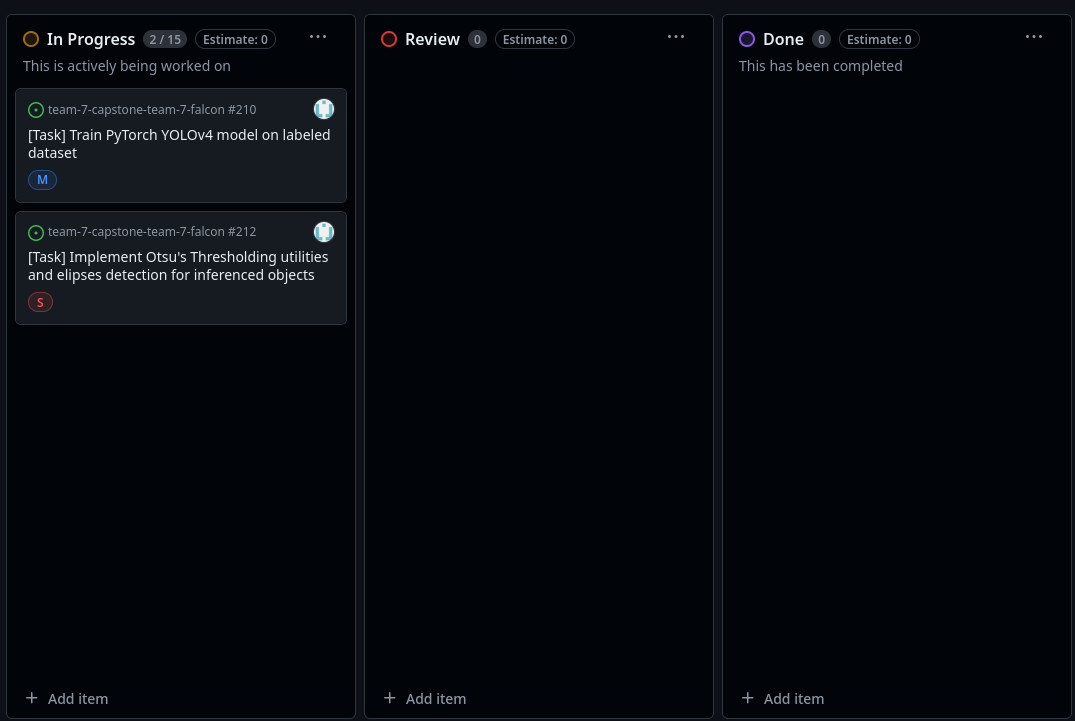 In Progress 2 / 15 Estimate: 0 ...
This is actively being worked on
team-7-capstone-team-7-falcon #210
[Task] Train PyTorch YOLOv4 model on labeled
dataset
M
team-7-capstone-team-7-falcon #212
[Task] Implement Otsu's Thresholding utilities
and elipses detection for inferenced objects
S
+ Add item
Review 0 Estimate: 0 ...
+ Add item
Done 0 Estimate: 0 ...
This has been completed
+ Add item